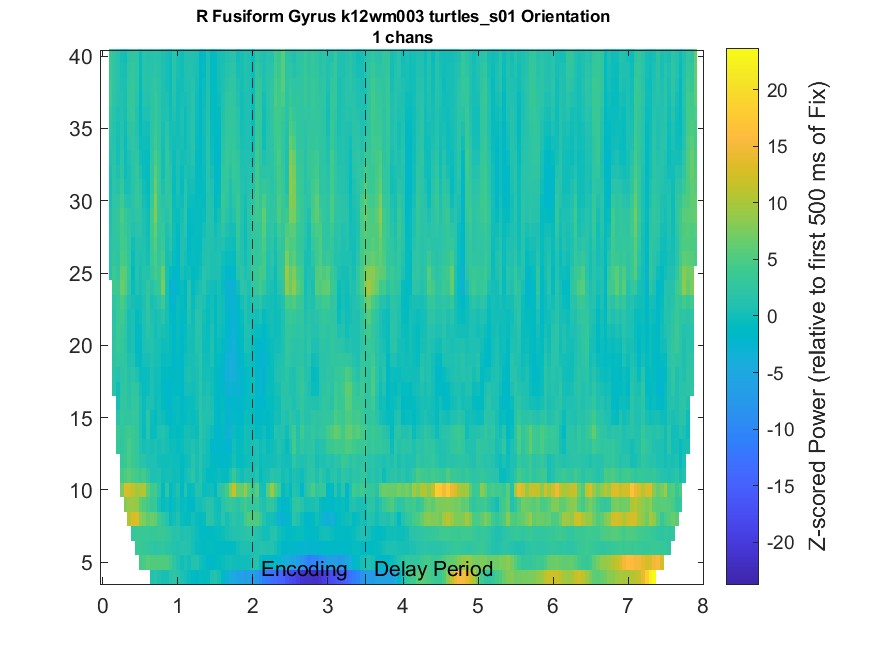 R Fusiform Gyrus k12wm003 turtles_s01 Orientation
1 chans
40
35
30
25
20
15
10
5
Encoding
Delay Period
0 1 2 3 4 5 6 7 8
20
15
10
5
0
-5
-10
-15
-20
Z-scored Power (relative to first 500 ms of Fix)